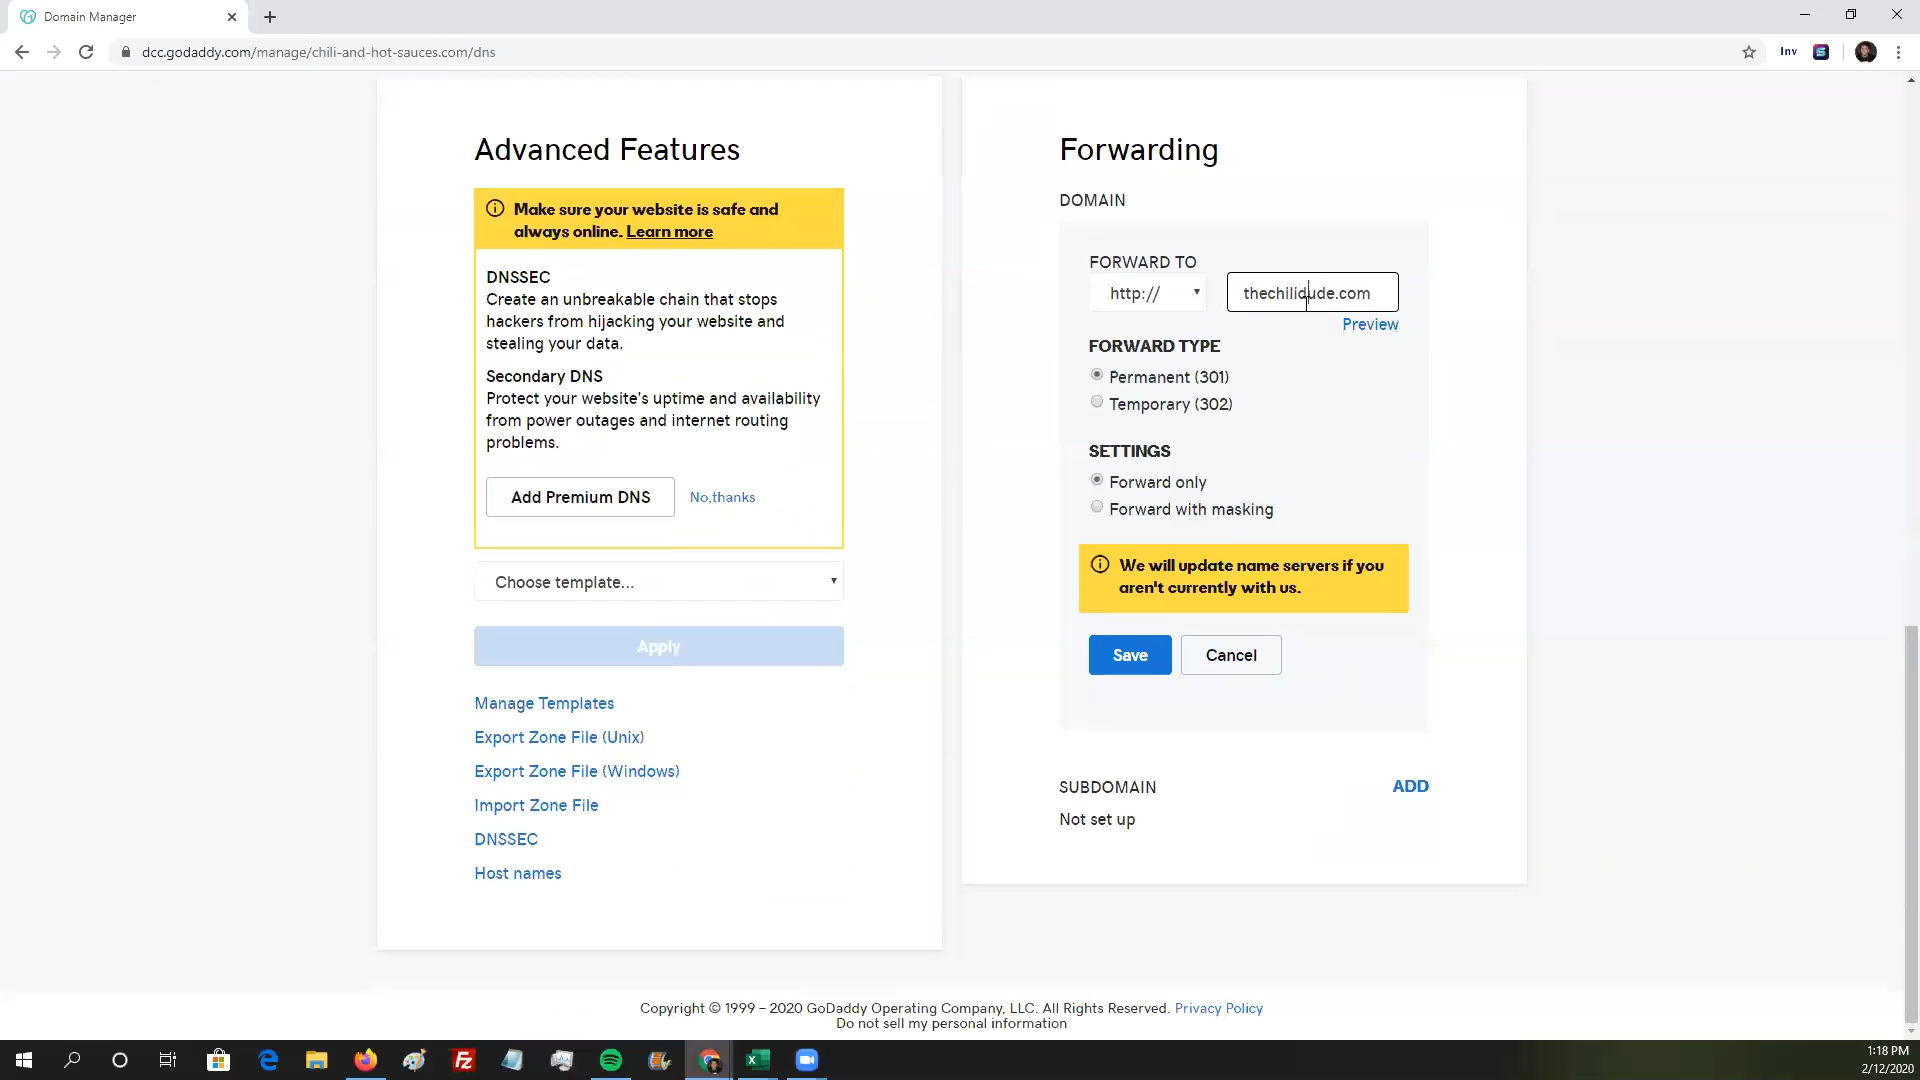 Domain Manager
dcc.godaddy.com/manage/chili-and-hot-sauces.com/dns
Inv
Advanced Features
Make sure your website is safe and
always online. Learn more
DNSSEC
Create an unbreakable chain that stops
hackers from hijacking your website and
stealing your data.
Secondary DNS
Protect your website's uptime and availability
from power outages and internet routing
problems.
Add Premium DNS
No,thanks
Choose template...
Apply
Manage Templates
Export Zone File (Unix)
Export Zone File (Windows)
Import Zone File
DNSSEC
Host names
Forwarding
DOMAIN
FORWARD TO
http://
thechilidude.com
Preview
FORWARD TYPE
Permanent (301)
Temporary (302)
SETTINGS
Forward only
Forward with masking
We will update name servers if you
aren't currently with us.
Save
Cancel
SUBDOMAIN
ADD
Not set up
Copyright © 1999 – 2020 GoDaddy Operating Company, LLC. All Rights Reserved. Privacy Policy
Do not sell my personal information
1:18 PM
2/12/2020